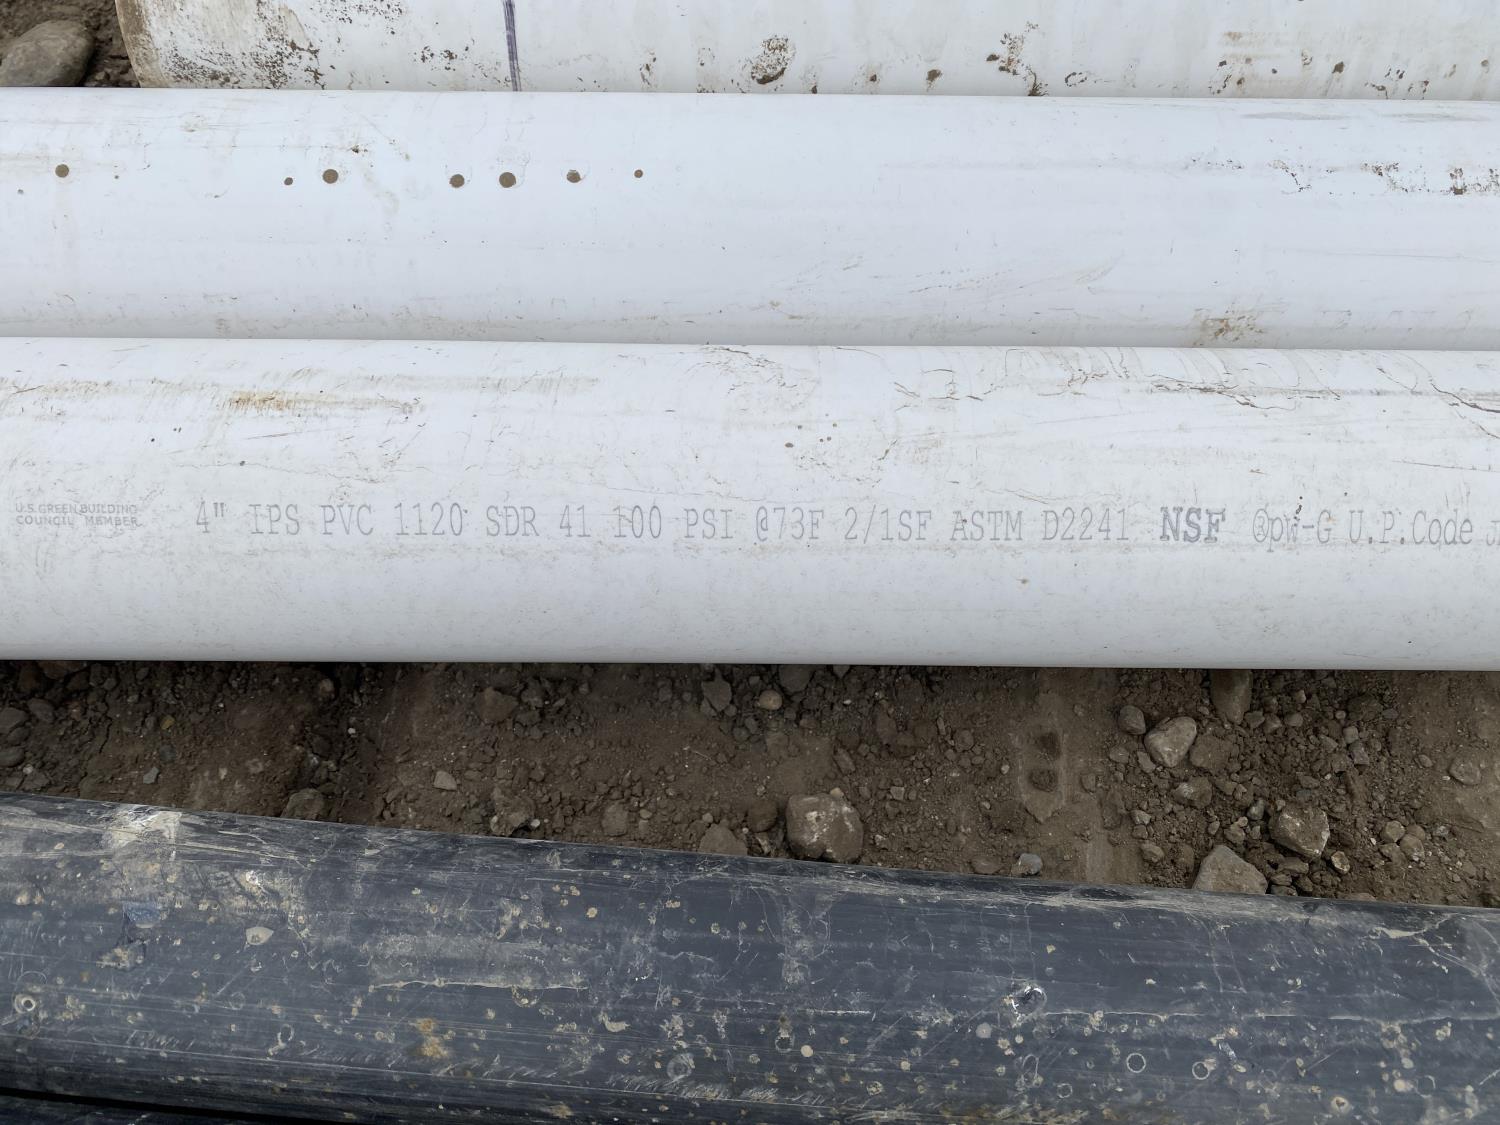 U.S. GREEN BUILDING
COUNCIL MEMBER
4" IPS PVC 1120 SDR 41 100 PSI @73F 2/1SF ASTM D2241 NSF ®pw-G U.P.Code